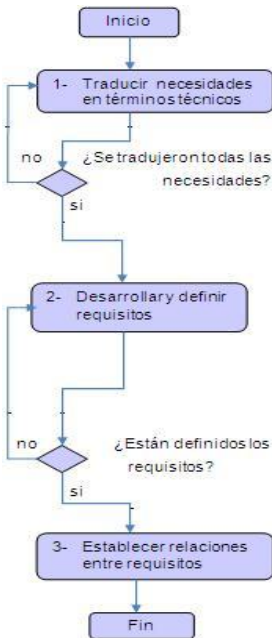 Inicio
1- Traducir necesidades
en términos técnicos
no
¿Se tradujeron todas las
necesidades?
si
2- Desarrollar y definir
requisitos
no
¿Están definidos los
requisitos?
si
3- Establecer relaciones
entre requisitos
Fin